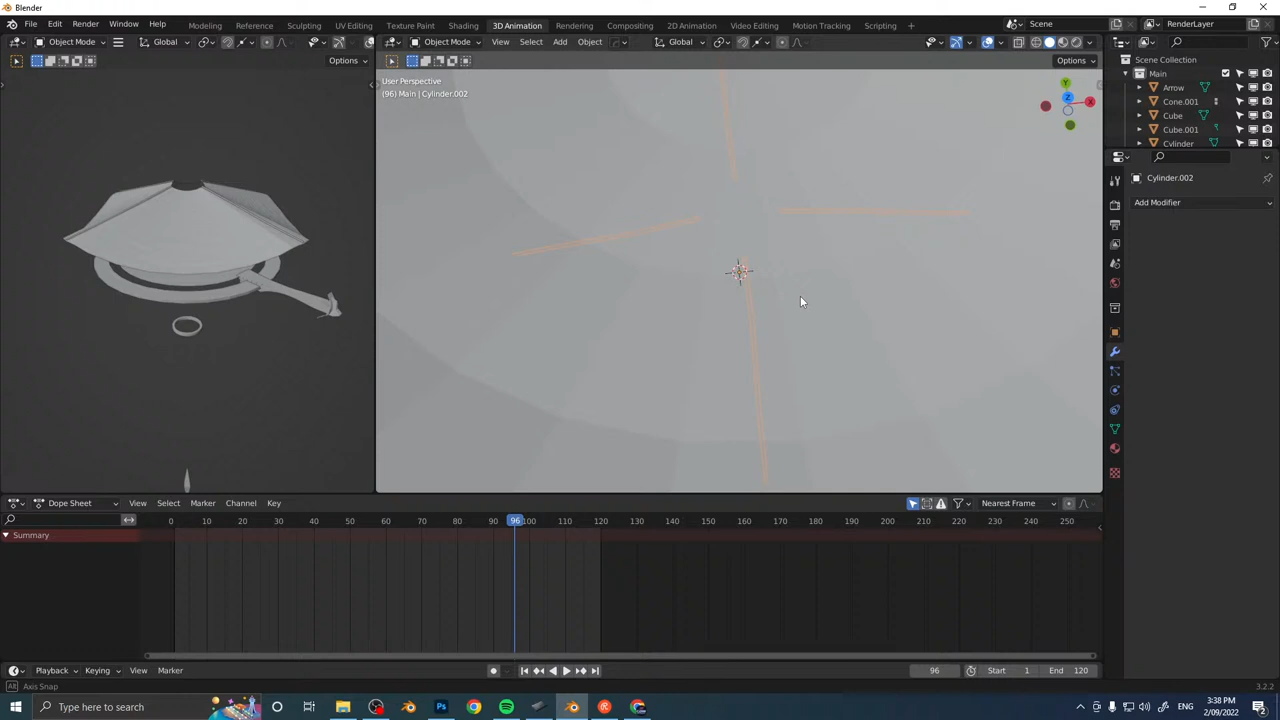 Blender
File Edit Render Window Help Modeling Reference Sculpting UV Editing Texture Paint Shading 3D Animation Rendering Compositing 2D Animation Video Editing Motion Tracking Scripting + Scene RenderLayer
Object Mode Global Object Mode View Select Add Object Global
Options Options Scene Collection
Main
User Perspective
(96) Main | Cylinder.002
Arrow
Cone.001
Cube
Cube.001
Cylinder
Y
Z
X
Cylinder.002
Add Modifier
Dope Sheet View Select Marker Channel Key Nearest Frame
0 10 20 30 40 50 60 70 80 90 96 100 110 120 130 140 150 160 170 180 190 200 210 220 230 240 250
Summary
Playback Keying View Marker 96 Start 1 End 120
Axis Snap 3.2.2
Type here to search
3:38 PM
2/09/2022